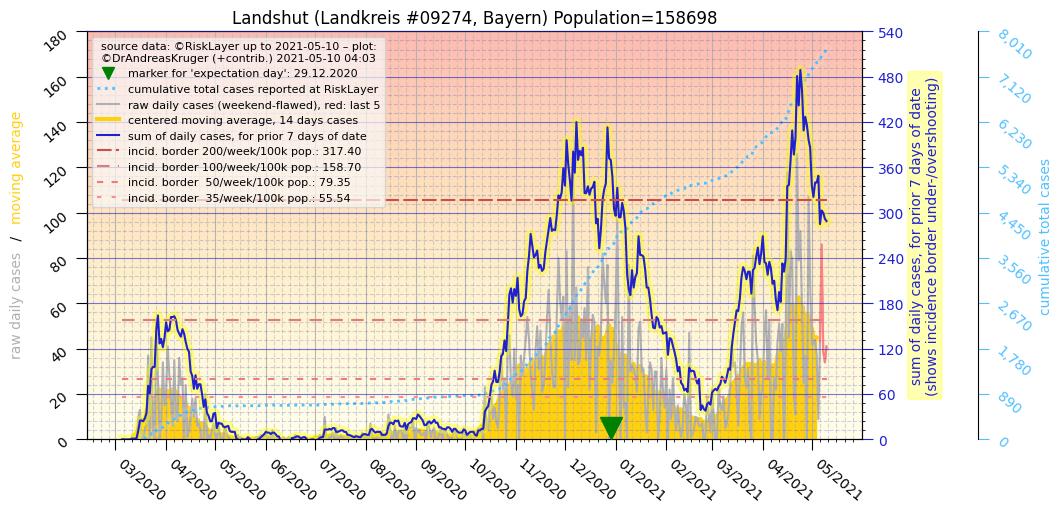 Landshut (Landkreis #09274, Bayern) Population=158698
source data: ©RiskLayer up to 2021-05-10 – plot:
©DrAndreasKruger (+contrib.) 2021-05-10 04:03
marker for 'expectation day': 29.12.2020
cumulative total cases reported at RiskLayer
raw daily cases (weekend-flawed), red: last 5
centered moving average, 14 days cases
sum of daily cases, for prior 7 days of date
incid. border 200/week/100k pop.: 317.40
incid. border 100/week/100k pop.: 158.70
incid. border  50/week/100k pop.: 79.35
incid. border  35/week/100k pop.: 55.54
raw daily cases / moving average
180
160
140
120
100
80
60
40
20
0
03/2020
04/2020
05/2020
06/2020
07/2020
08/2020
09/2020
10/2020
11/2020
12/2020
01/2021
02/2021
03/2021
04/2021
05/2021
540
480
420
360
300
240
180
120
60
0
sum of daily cases, for prior 7 days of date
(shows incidence border under-/overshooting)
8,010
7,120
6,230
5,340
4,450
3,560
2,670
1,780
890
0
cumulative total cases